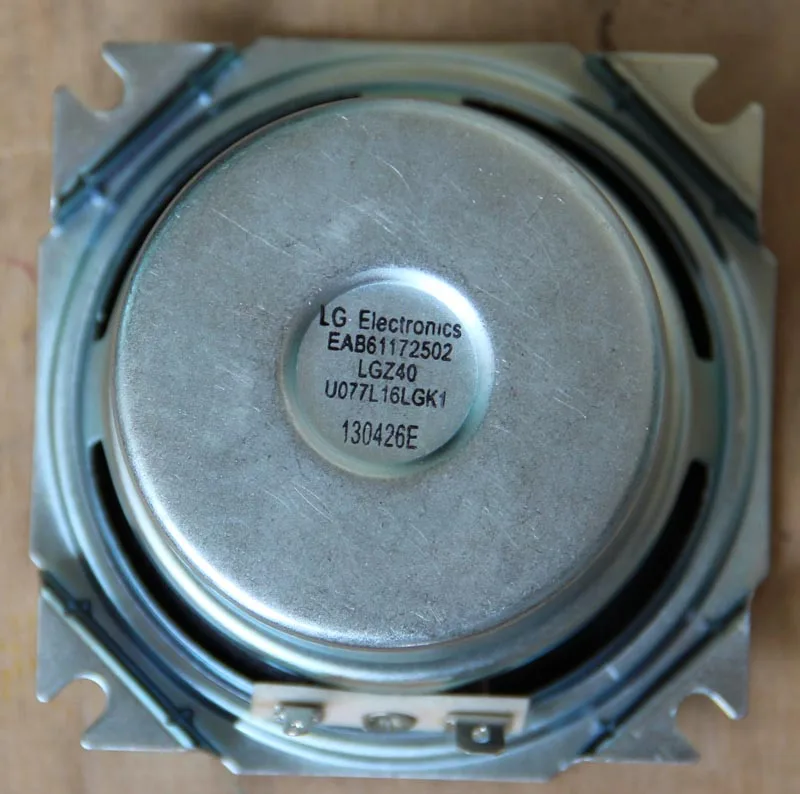 LG Electronics
EAB61172502
LGZ40
U077L16LGK1
130426E